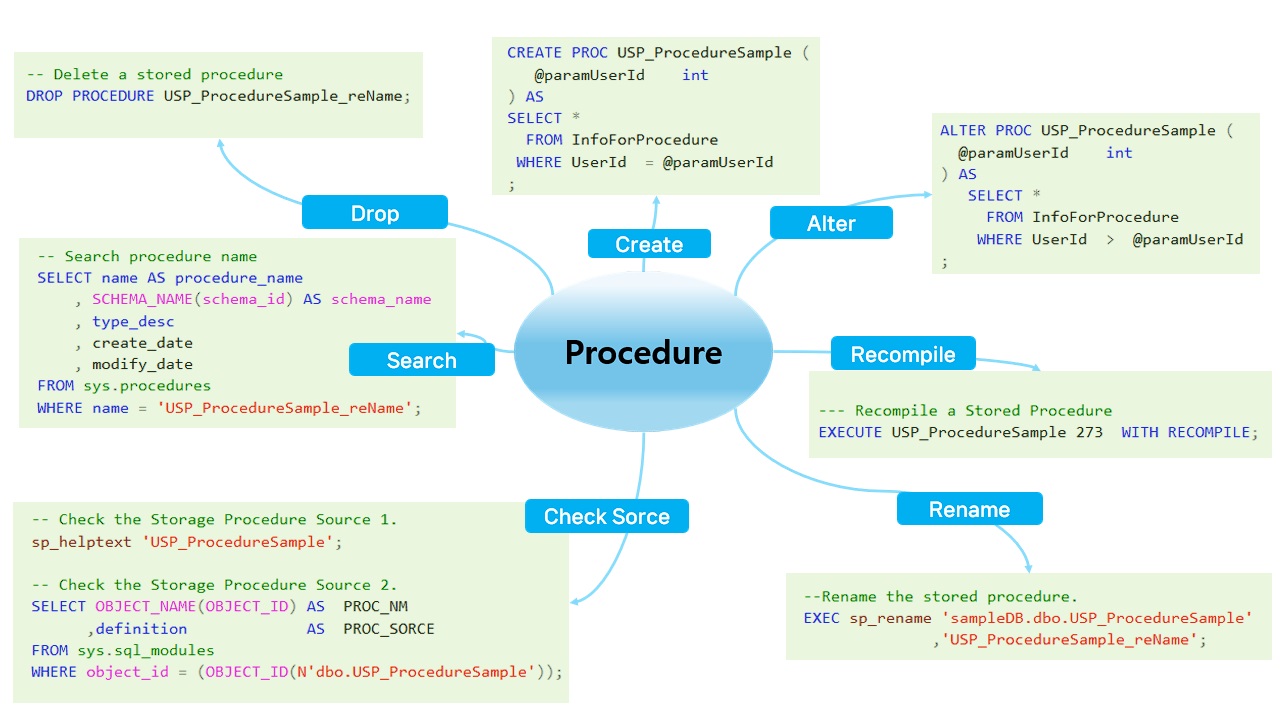 -- Delete a stored procedure
DROP PROCEDURE USP_ProcedureSample_reName;
Drop
CREATE PROC USP_ProcedureSample (
@paramUserId int
) AS
SELECT *
FROM InfoForProcedure
WHERE UserId = @paramUserId
;
Create
ALTER PROC USP_ProcedureSample (
@paramUserId int
) AS
SELECT *
FROM InfoForProcedure
WHERE UserId > @paramUserId
;
Alter
-- Search procedure name
SELECT name AS procedure_name
, SCHEMA_NAME(schema_id) AS schema_name
, type_desc
, create_date
, modify_date
FROM sys.procedures
WHERE name = 'USP_ProcedureSample_reName';
Search
Procedure
Recompile
--- Recompile a Stored Procedure
EXECUTE USP_ProcedureSample 273 WITH RECOMPILE;
Check Sorce
-- Check the Storage Procedure Source 1.
sp_helptext 'USP_ProcedureSample';
-- Check the Storage Procedure Source 2.
SELECT OBJECT_NAME(OBJECT_ID) AS PROC_NM
,definition AS PROC_SORCE
FROM sys.sql_modules
WHERE object_id = (OBJECT_ID(N'dbo.USP_ProcedureSample'));
Rename
--Rename the stored procedure.
EXEC sp_rename 'sampleDB.dbo.USP_ProcedureSample'
,'USP_ProcedureSample_reName';